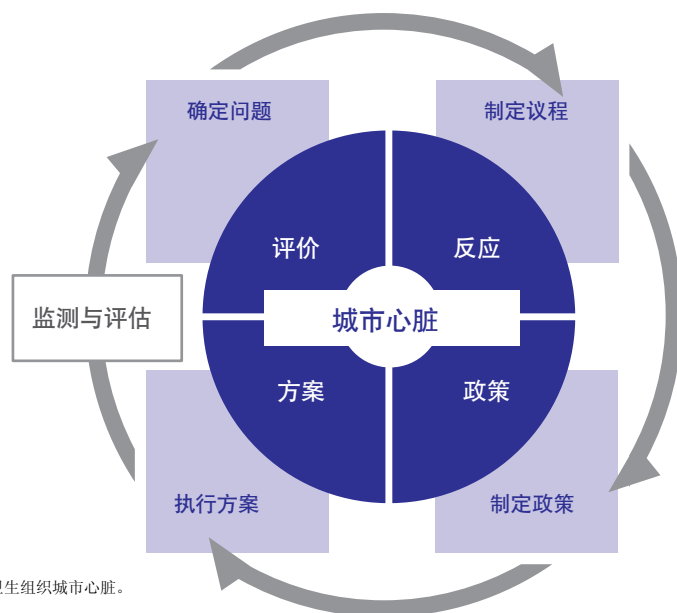 确定问题
制定议程
评价
反应
监测与评估
城市心脏
方案
政策
执行方案
制定政策
卫生组织城市心脏。